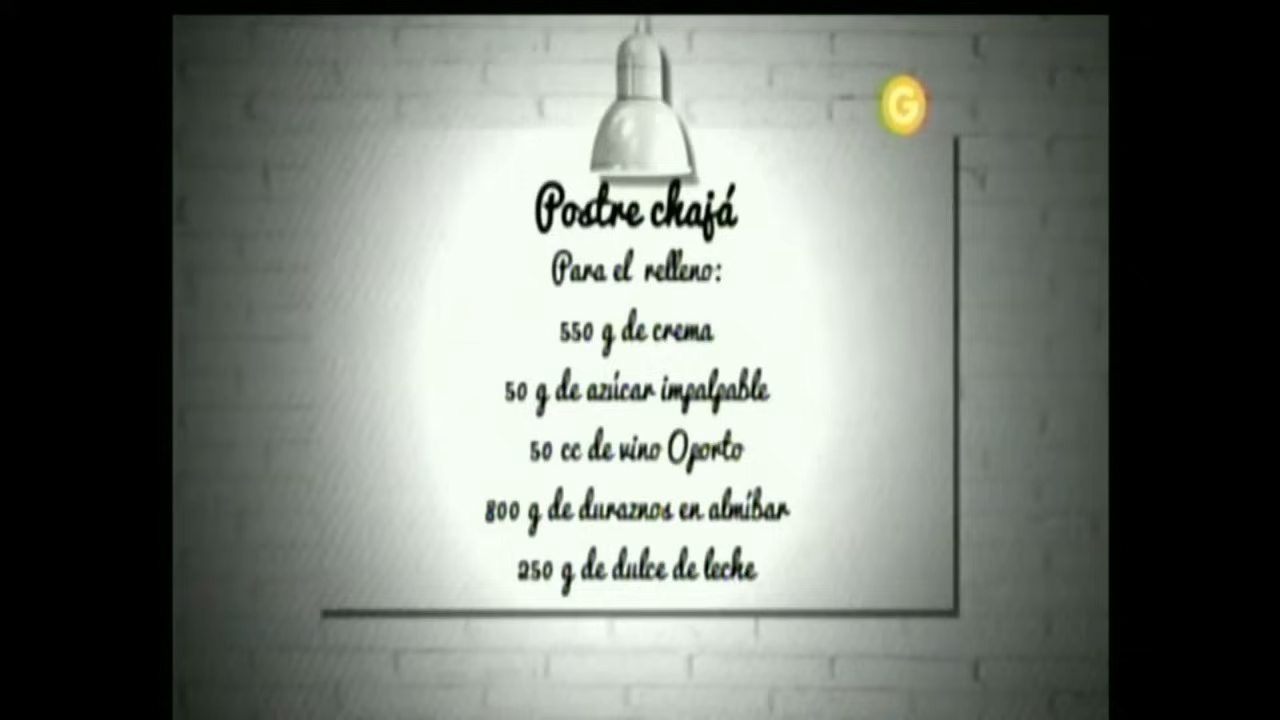 G
Postre chajá
Para el relleno:
550 g de crema
50 g de azúcar impalpable
50 cc de vino Oporto
800 g de duraznos en almíbar
250 g de dulce de leche